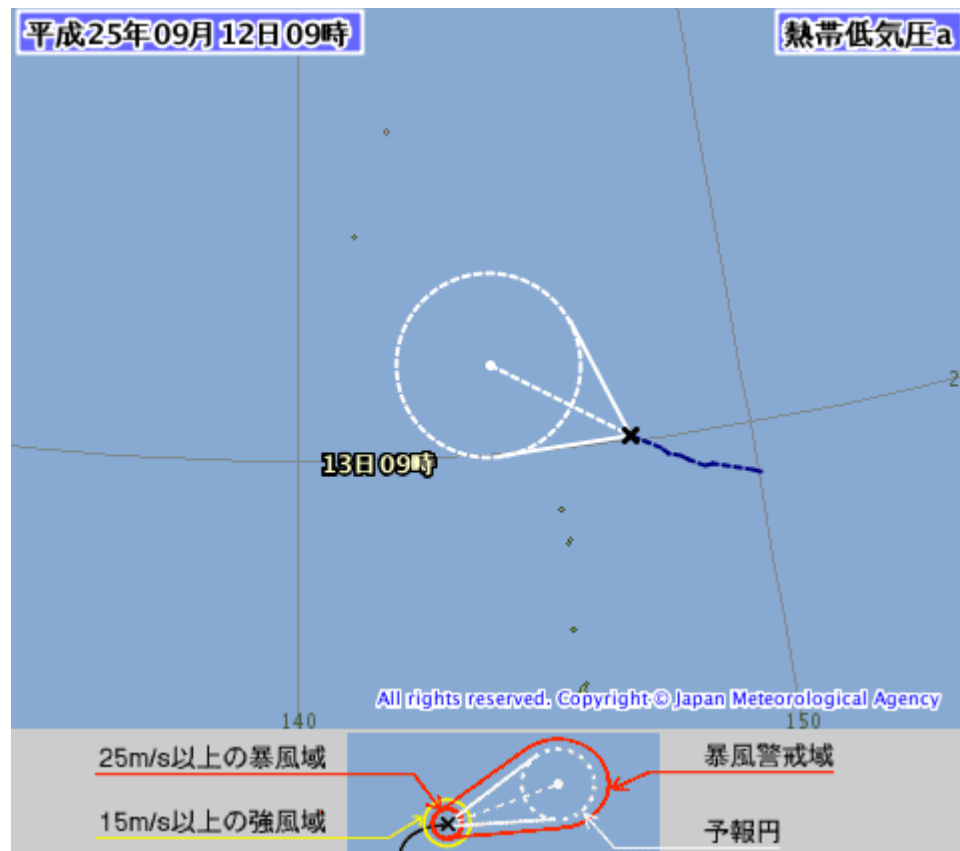 平成25年09月12日09時
熱帯低気圧a
2
13日09時
All rights reserved. Copyright © Japan Meteorological Agency
140
150
25m/s以上の暴風域
暴風警戒域
15m/s以上の強風域
予報円